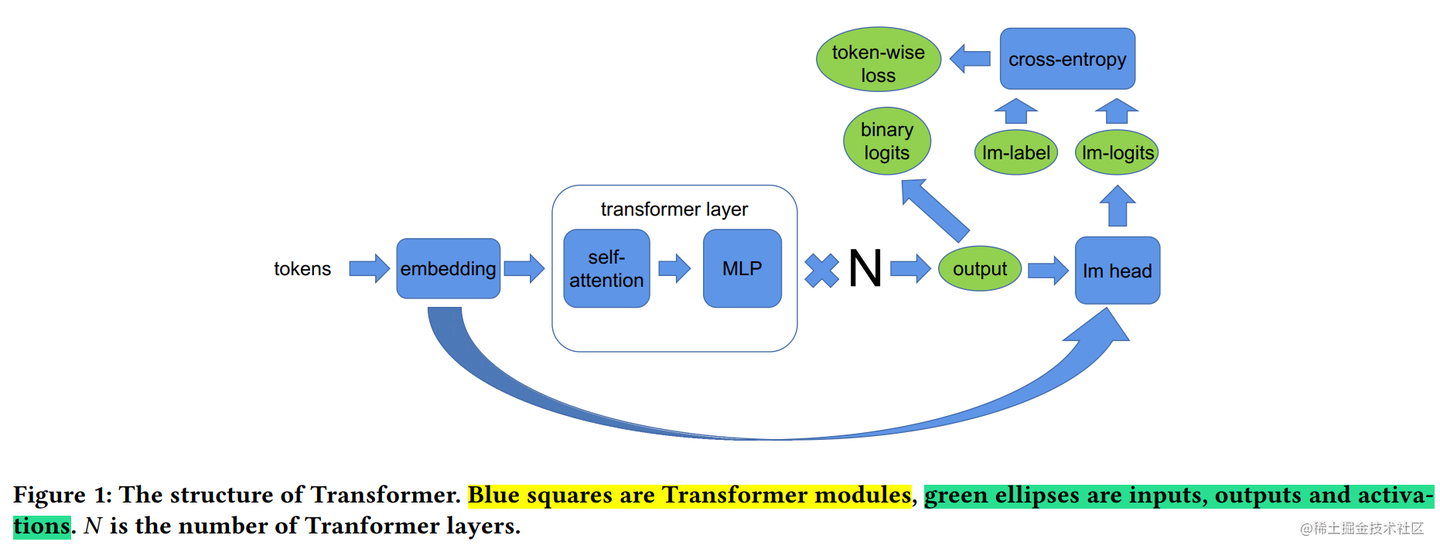 token-wise
loss
cross-entropy
binary
logits
lm-label
lm-logits
transformer layer
tokens
embedding
self-
attention
MLP
N
output
lm head
Figure 1: The structure of Transformer. Blue squares are Transformer modules, green ellipses are inputs, outputs and activa-
tions. N is the number of Tranformer layers.
@稀土掘金技术社区